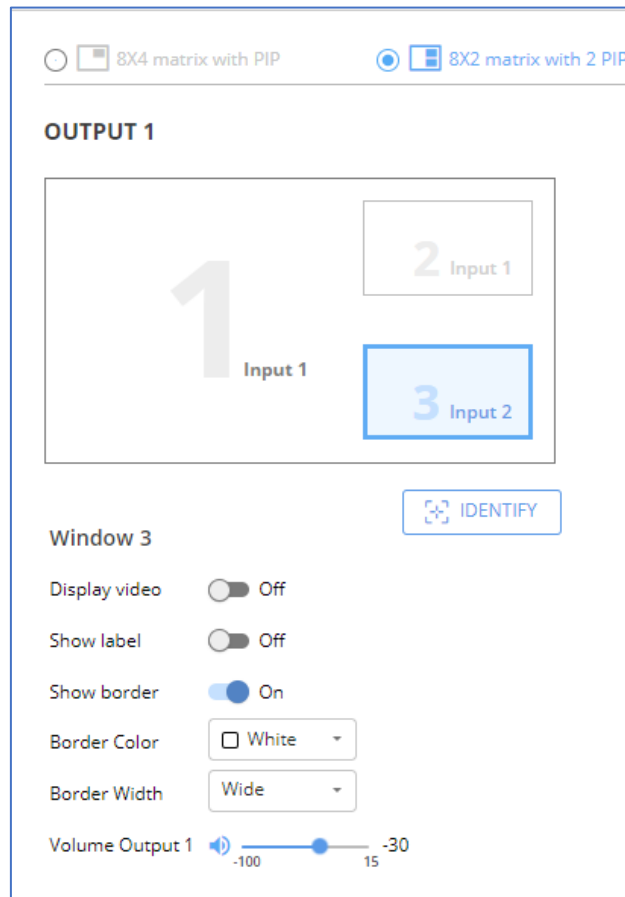 8X4 matrix with PIP
8X2 matrix with 2 PIP
OUTPUT 1
1 Input 1
2 Input 1
3 Input 2
IDENTIFY
Window 3
Display video Off
Show label Off
Show border On
Border Color White
Border Width Wide
Volume Output 1 -30
-100 15